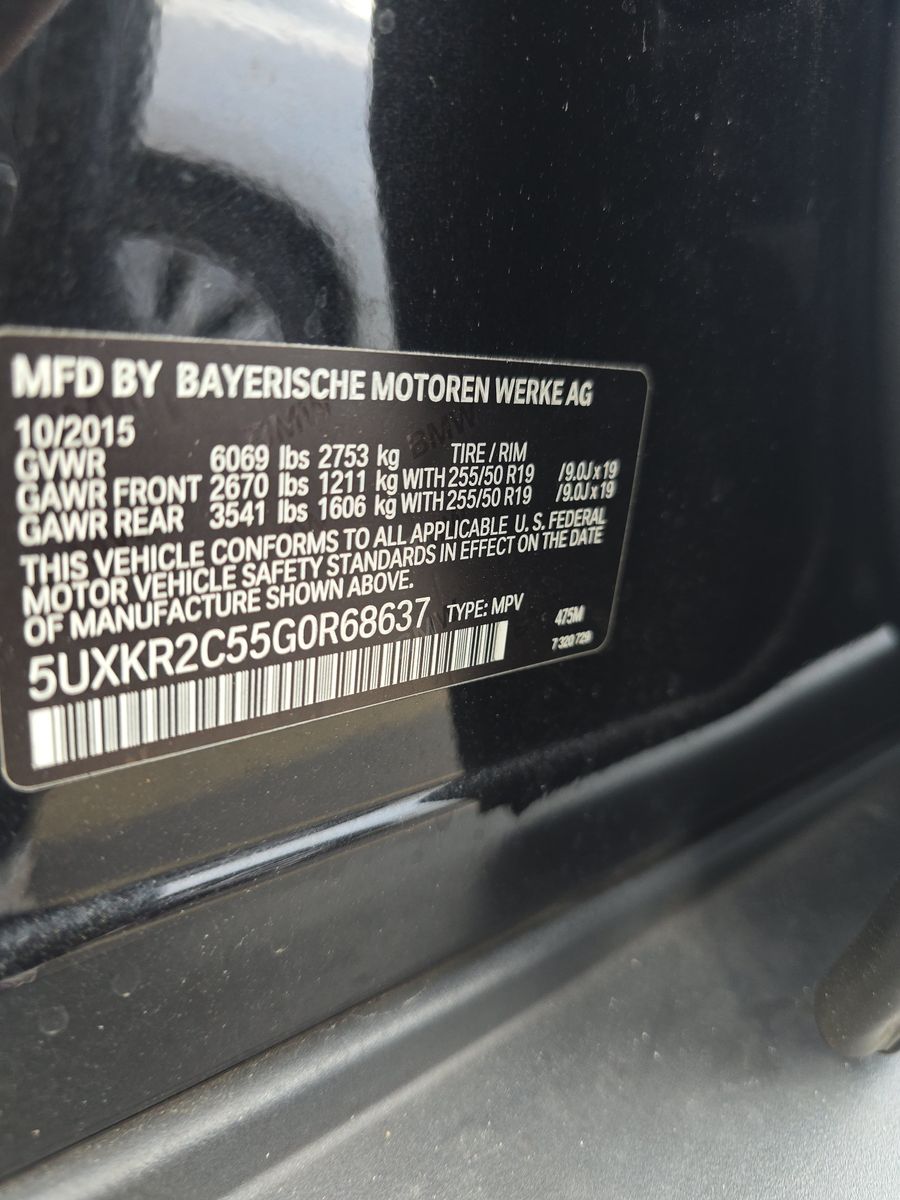 MFD BY BAYERISCHE MOTOREN WERKE AG
10/2015
GVWR 6069 lbs 2753 kg TIRE / RIM
GAWR FRONT 2670 lbs 1211 kg WITH 255/50 R19 /9.0J x 19
GAWR REAR 3541 lbs 1606 kg WITH 255/50 R19 /9.0J x 19
THIS VEHICLE CONFORMS TO ALL APPLICABLE U. S. FEDERAL
MOTOR VEHICLE SAFETY STANDARDS IN EFFECT ON THE DATE
OF MANUFACTURE SHOWN ABOVE.
5UXKR2C55G0R68637 TYPE: MPV 475M
7 320 729